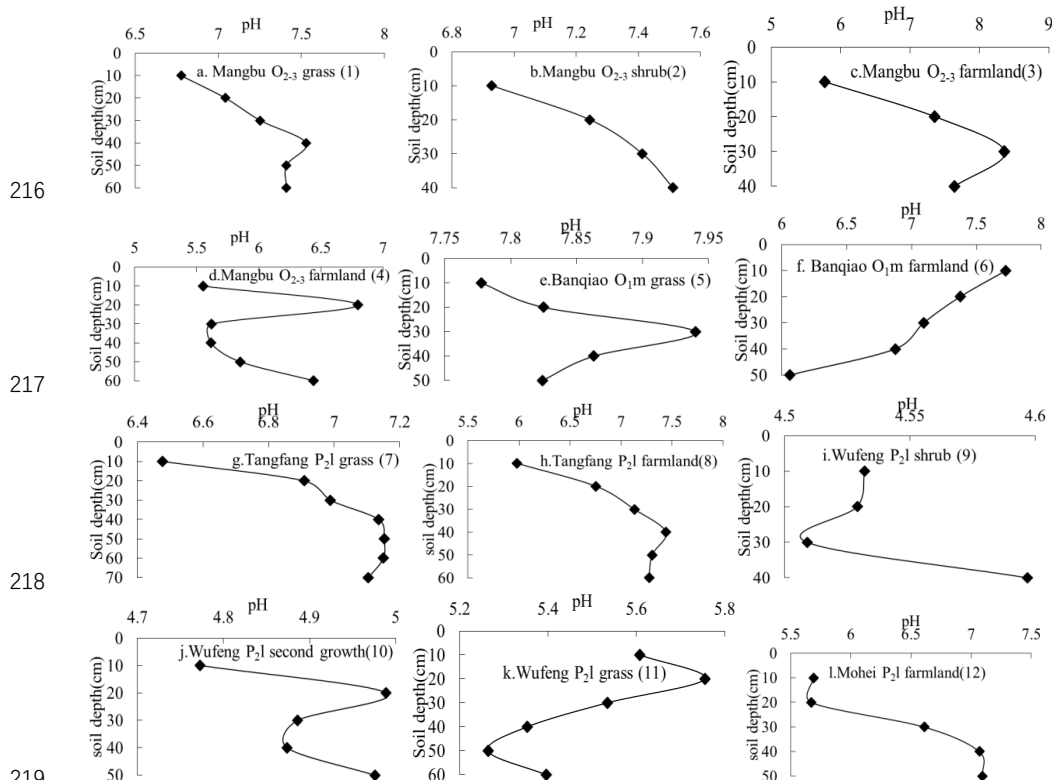 pH pH pH
6.5 7 7.5 8 6.8 7 7.2 7.4 7.6 5 6 7 8 9
a. Mangbu O2-3 grass (1) b.Mangbu O2-3 shrub(2) c.Mangbu O2-3 farmland(3)
Soil depth(cm) Soil depth(cm) Soil depth(cm)
0 10 20 30 40 50 60 0 10 20 30 40 0 10 20 30 40
216
pH pH pH
5 5.5 6 6.5 7 7.75 7.8 7.85 7.9 7.95 6 6.5 7 7.5 8
d.Mangbu O2-3 farmland (4) e.Banqiao O1m grass (5) f. Banqiao O1m farmland (6)
Soil depth(cm) Soil depth(cm) Soil depth(cm)
0 10 20 30 40 50 60 0 10 20 30 40 50 0 10 20 30 40 50
217
pH pH pH
6.4 6.6 6.8 7 7.2 5.5 6 6.5 7 7.5 8 4.5 4.55 4.6
g.Tangfang P2l grass (7) h.Tangfang P2l farmland(8) i.Wufeng P2l shrub (9)
Soil depth(cm) soil depth(cm) Soil depth(cm)
0 10 20 30 40 50 60 70 0 10 20 30 40 50 60 0 10 20 30 40
218
pH pH pH
4.7 4.8 4.9 5 5.2 5.4 5.6 5.8 5.5 6 6.5 7 7.5
j.Wufeng P2l second growth(10) k.Wufeng P2l grass (11) l.Mohei P2l farmland(12)
soil depth(cm) Soil depth(cm) soil depth(cm)
0 10 20 30 40 50 0 10 20 30 40 50 60 0 10 20 30 40 50
219